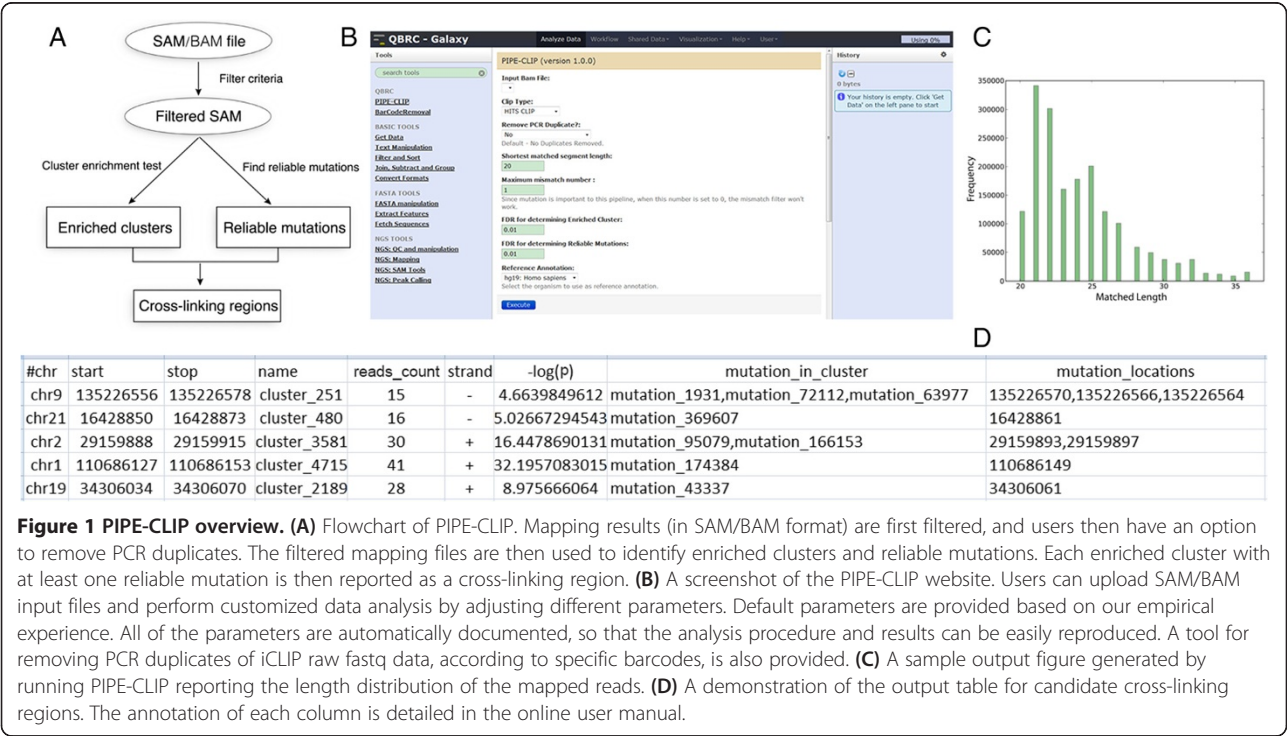 A
SAM/BAM file
Filter criteria
Filtered SAM
Cluster enrichment test
Find reliable mutations
Enriched clusters
Reliable mutations
Cross-linking regions
B
QBRC - Galaxy
Analyze Data Workflow Shared Data Visualization Help User
Using 0%
Tools
search tools
QBRC
PIPE-CLIP
BarCodeRemoval
BASIC TOOLS
Get Data
Text Manipulation
Filter and Sort
Join, Subtract and Group
Convert Formats
FASTA TOOLS
FASTA manipulation
Extract Features
Fetch Sequences
NGS TOOLS
NGS: QC and manipulation
NGS: Mapping
NGS: SAM Tools
NGS: Peak Calling
PIPE-CLIP (version 1.0.0)
Input Bam File:
Clip Type:
HITS CLIP
Remove PCR Duplicate?:
No
Default - No Duplicates Removed.
Shortest matched segment length:
20
Maximum mismatch number :
1
Since mutation is important to this pipeline, when this number is set to 0, the mismatch filter won't
work.
FDR for determining Enriched Cluster:
0.01
FDR for determining Reliable Mutations:
0.01
Reference Annotation:
hg19: Homo sapiens
Select the organism to use as reference annotation.
Execute
History
0 bytes
Your history is empty. Click 'Get
Data' on the left pane to start
C
350000
300000
250000
200000
150000
100000
50000
0
Frequency
20 25 30 35
Matched Length
D
#chr start stop name reads_count strand -log(p) mutation_in_cluster mutation_locations
chr9 135226556 135226578 cluster_251 15 - 4.6639849612 mutation_1931,mutation_72112,mutation_63977 135226570,135226566,135226564
chr21 16428850 16428873 cluster_480 16 - 5.02667294543 mutation_369607 16428861
chr2 29159888 29159915 cluster_3581 30 + 16.4478690131 mutation_95079,mutation_166153 29159893,29159897
chr1 110686127 110686153 cluster_4715 41 + 32.1957083015 mutation_174384 110686149
chr19 34306034 34306070 cluster_2189 28 + 8.975666064 mutation_43337 34306061
Figure 1 PIPE-CLIP overview. (A) Flowchart of PIPE-CLIP. Mapping results (in SAM/BAM format) are first filtered, and users then have an option
to remove PCR duplicates. The filtered mapping files are then used to identify enriched clusters and reliable mutations. Each enriched cluster with
at least one reliable mutation is then reported as a cross-linking region. (B) A screenshot of the PIPE-CLIP website. Users can upload SAM/BAM
input files and perform customized data analysis by adjusting different parameters. Default parameters are provided based on our empirical
experience. All of the parameters are automatically documented, so that the analysis procedure and results can be easily reproduced. A tool for
removing PCR duplicates of iCLIP raw fastq data, according to specific barcodes, is also provided. (C) A sample output figure generated by
running PIPE-CLIP reporting the length distribution of the mapped reads. (D) A demonstration of the output table for candidate cross-linking
regions. The annotation of each column is detailed in the online user manual.